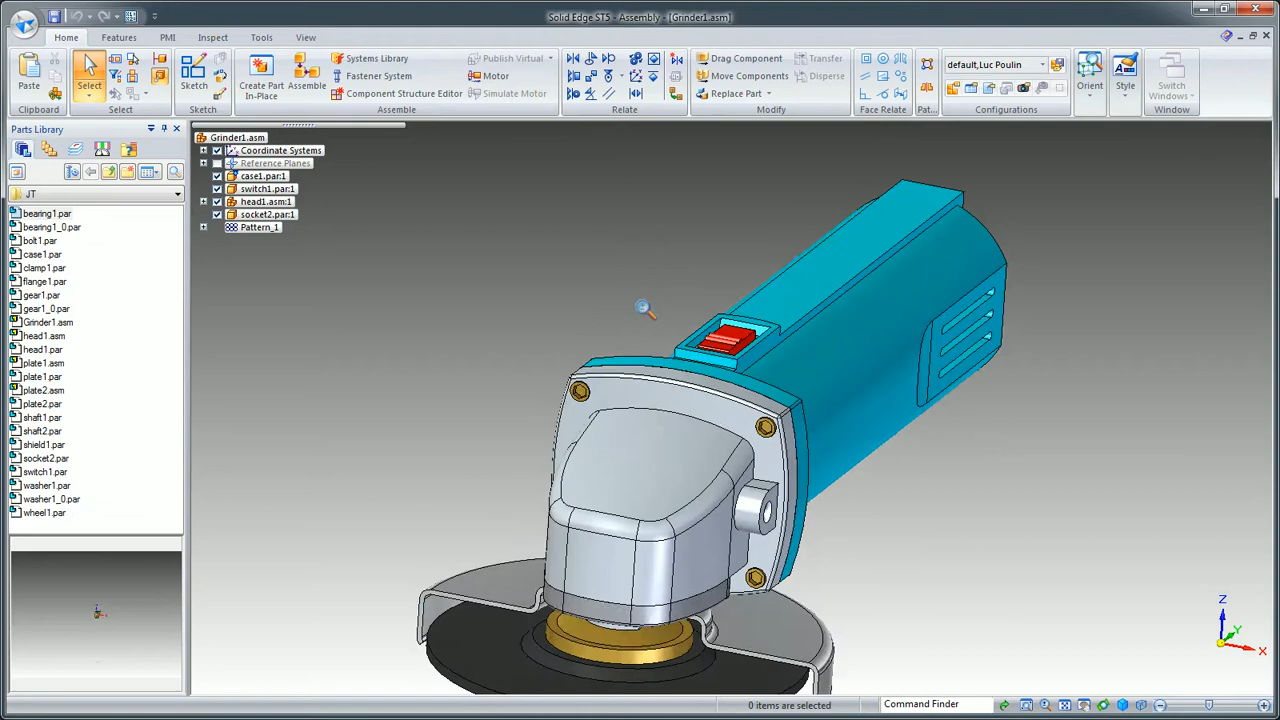 Solid Edge ST5 - Assembly - [Grinder1.asm]
Home Features PMI Inspect Tools View
Paste
Clipboard
Select
Select
Sketch
Sketch
Create Part In-Place
Assemble
Systems Library
Fastener System
Component Structure Editor
Publish Virtual
Motor
Simulate Motor
Assemble
Relate
Drag Component
Move Components
Replace Part
Transfer
Disperse
Modify
Face Relate
Pat...
default,Luc Poulin
Configurations
Orient
Style
Switch Windows
Window
Parts Library
JT
bearing1.par
bearing1_0.par
bolt1.par
case1.par
clamp1.par
flange1.par
gear1.par
gear1_0.par
Grinder1.asm
head1.asm
head1.par
plate1.asm
plate1.par
plate2.asm
plate2.par
shaft1.par
shaft2.par
shield1.par
socket2.par
switch1.par
washer1.par
washer1_0.par
wheel1.par
Grinder1.asm
Coordinate Systems
Reference Planes
case1.par:1
switch1.par:1
head1.asm:1
socket2.par:1
Pattern_1
Z
Y
X
0 items are selected
Command Finder